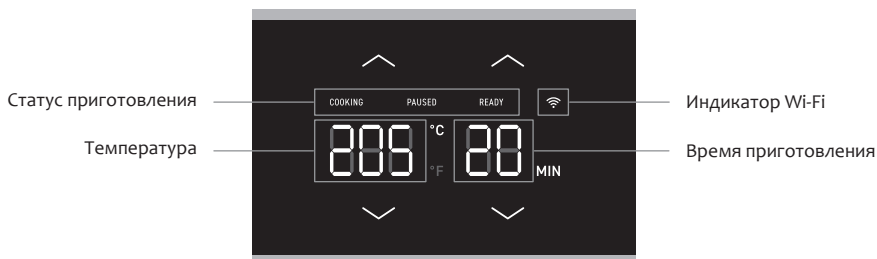 Статус приготовления
COOKING PAUSED READY
Индикатор Wi-Fi
Температура
205 °C
°F
20 MIN
Время приготовления